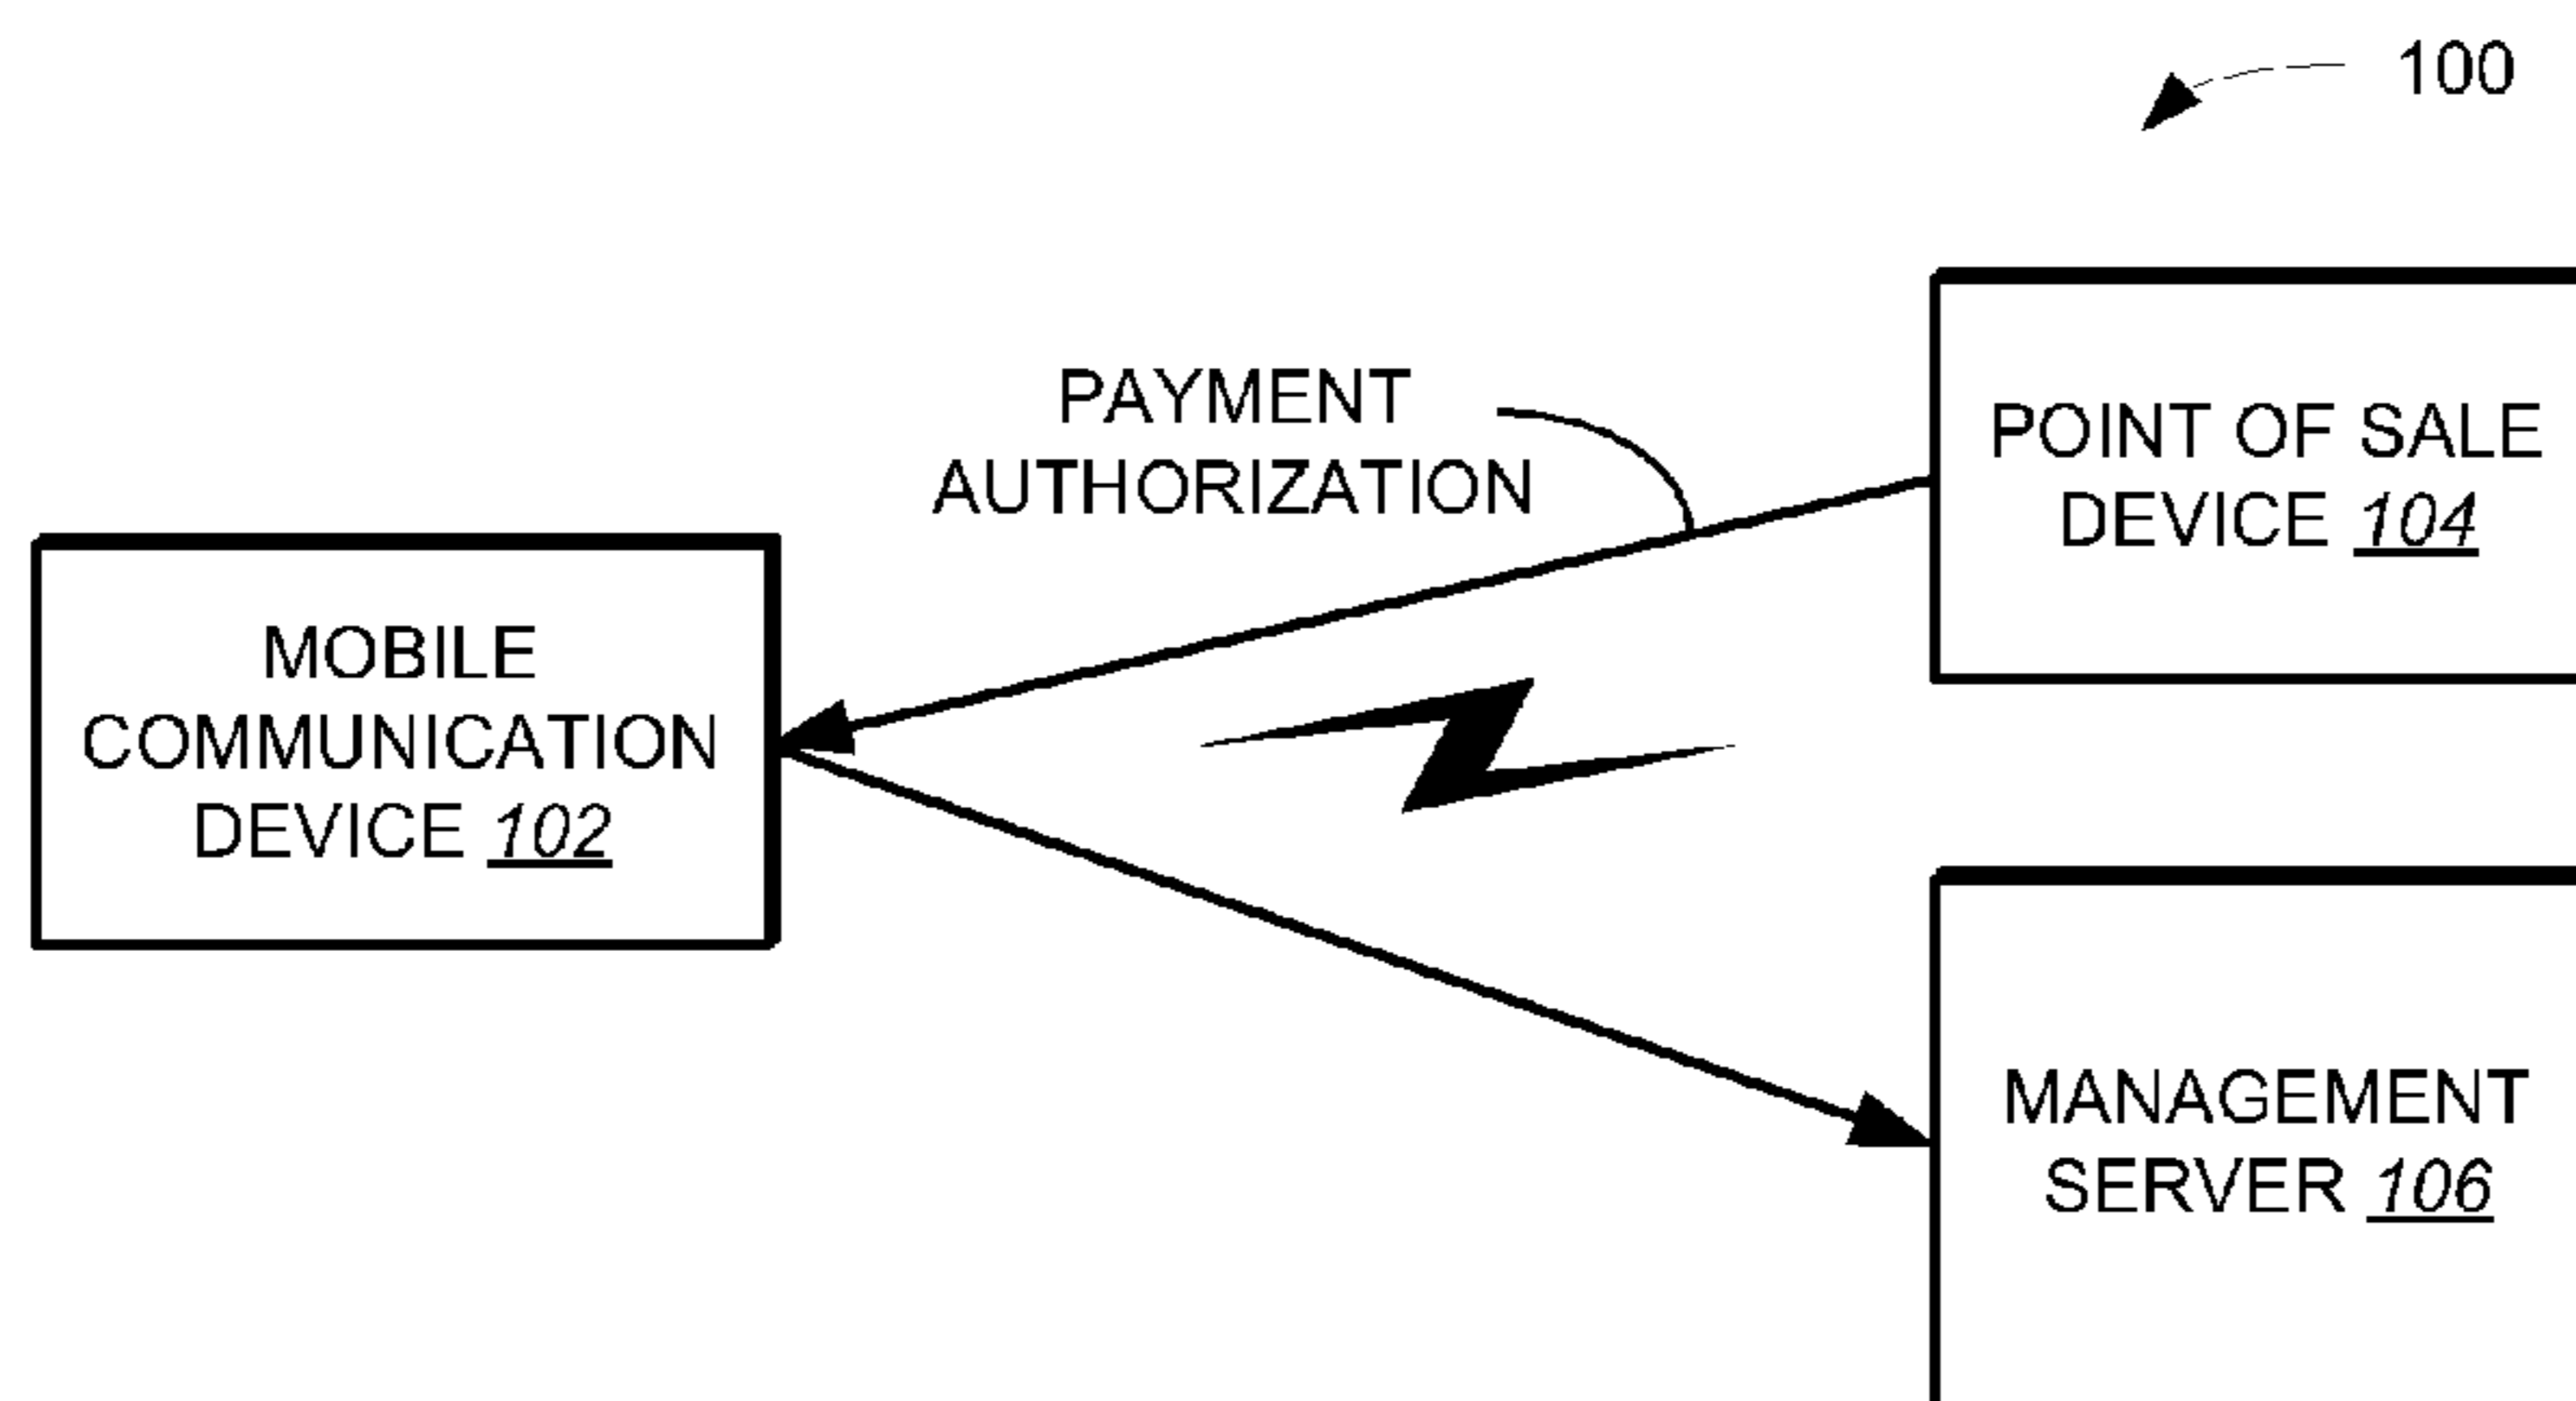 100
PAYMENT
AUTHORIZATION
POINT OF SALE
DEVICE 104
MOBILE
COMMUNICATION
DEVICE 102
MANAGEMENT
SERVER 106